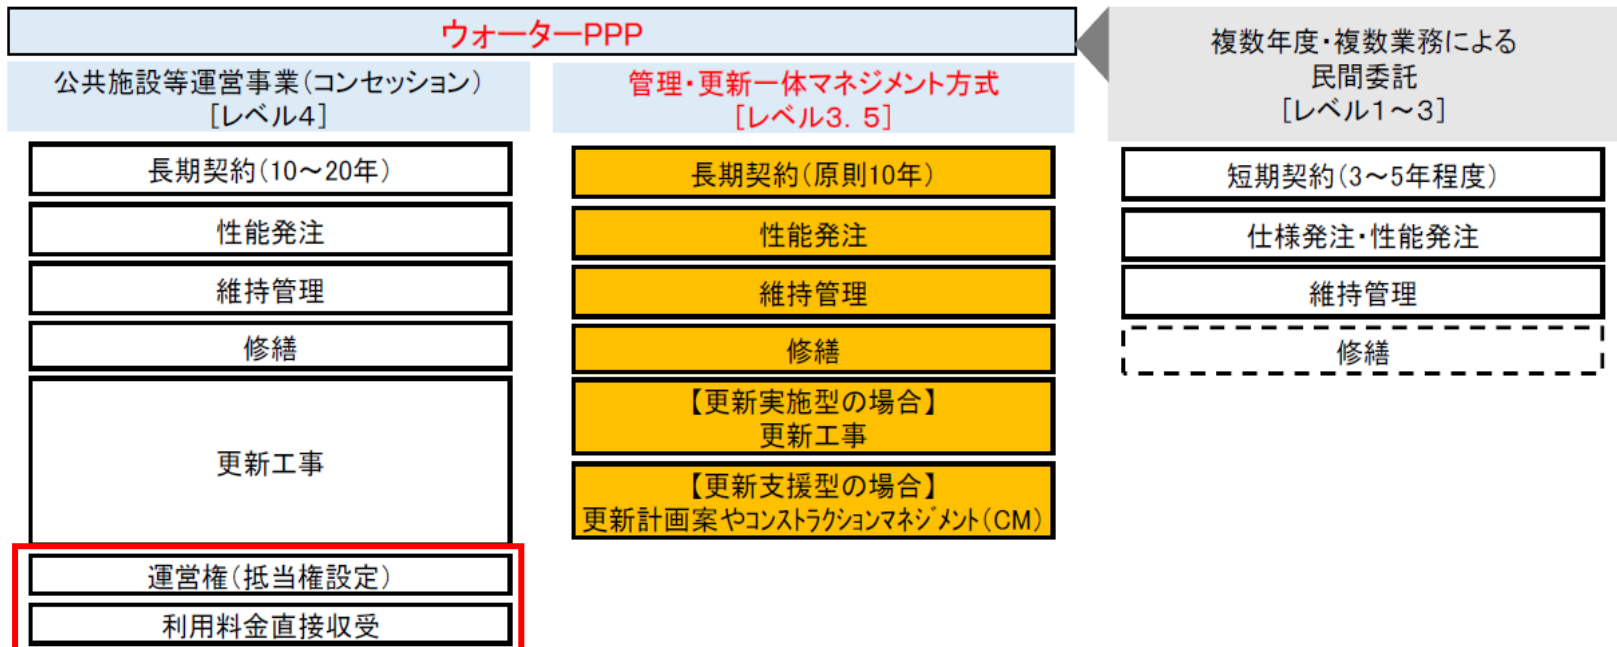 ウォーターPPP
公共施設等運営事業(コンセッション)
[レベル4]
長期契約(10～20年)
性能発注
維持管理
修繕
更新工事
運営権(抵当権設定)
利用料金直接収受
管理・更新一体マネジメント方式
[レベル3．5]
長期契約(原則10年)
性能発注
維持管理
修繕
【更新実施型の場合】
更新工事
【更新支援型の場合】
更新計画案やコンストラクションマネジメント(CM)
複数年度・複数業務による
民間委託
[レベル1～3]
短期契約(3～5年程度)
仕様発注・性能発注
維持管理
修繕